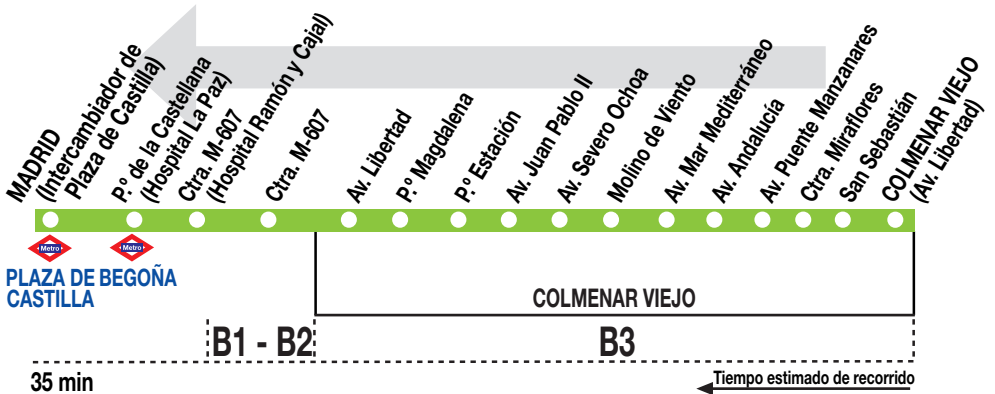 MADRID
(Intercambiador de
Plaza de Castilla)
P.º de la Castellana
(Hospital La Paz)
Ctra. M-607
(Hospital Ramón y Cajal)
Ctra. M-607
Av. Libertad
P.º Magdalena
P.º Estación
Av. Juan Pablo II
Av. Severo Ochoa
Molino de Viento
Av. Mar Mediterráneo
Av. Andalucía
Av. Puente Manzanares
Ctra. Miraflores
San Sebastián
COLMENAR VIEJO
(Av. Libertad)
Metro
Metro
PLAZA DE
CASTILLA
BEGOÑA
COLMENAR VIEJO
B1 - B2
B3
35 min
Tiempo estimado de recorrido